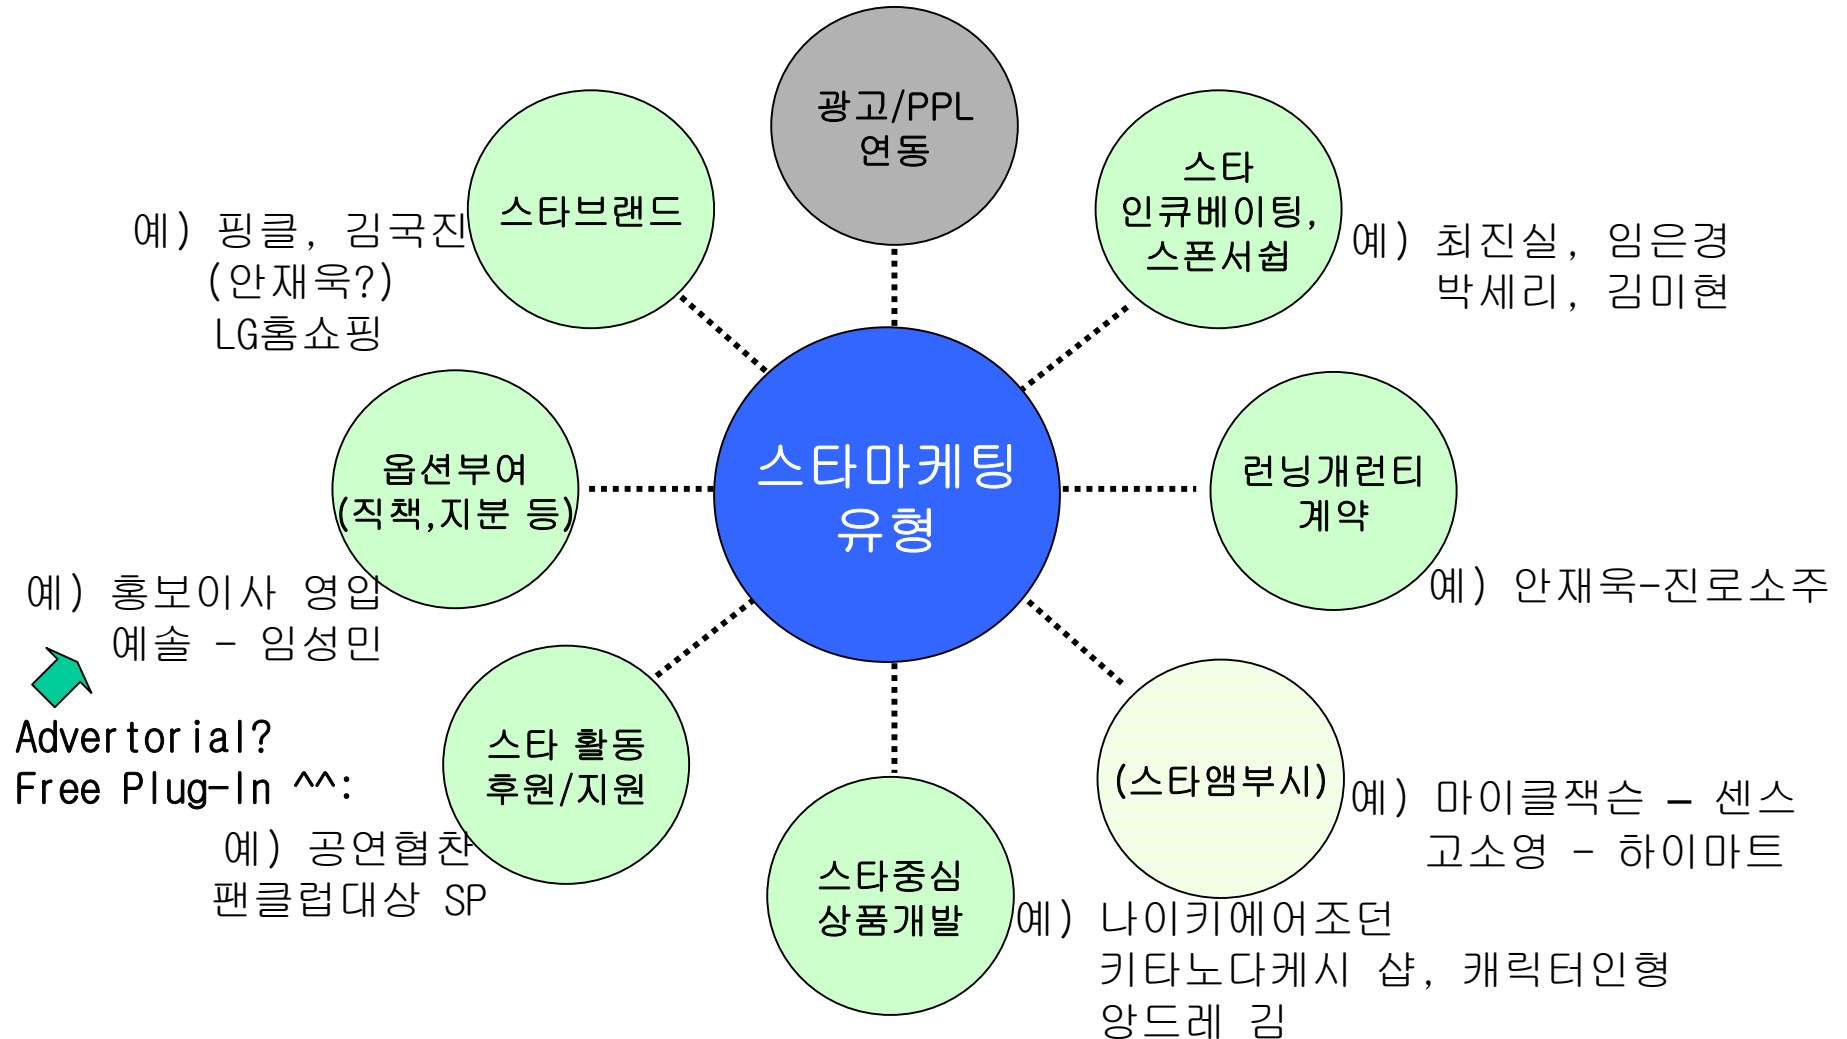 광고/PPL
연동
스타브랜드
예) 핑클, 김국진
(안재욱?)
LG홈쇼핑
스타
인큐베이팅,
스폰서쉽
예) 최진실, 임은경
박세리, 김미현
옵션부여
(직책,지분 등)
예) 홍보이사 영입
예솔 - 임성민
Advertorial?
Free Plug-In ^^:
스타마케팅
유형
런닝개런티
계약
예) 안재욱-진로소주
스타 활동
후원/지원
예) 공연협찬
팬클럽대상 SP
(스타앰부시)
예) 마이클잭슨 – 센스
고소영 - 하이마트
스타중심
상품개발
예) 나이키에어조던
키타노다케시 샵, 캐릭터인형
앙드레 김